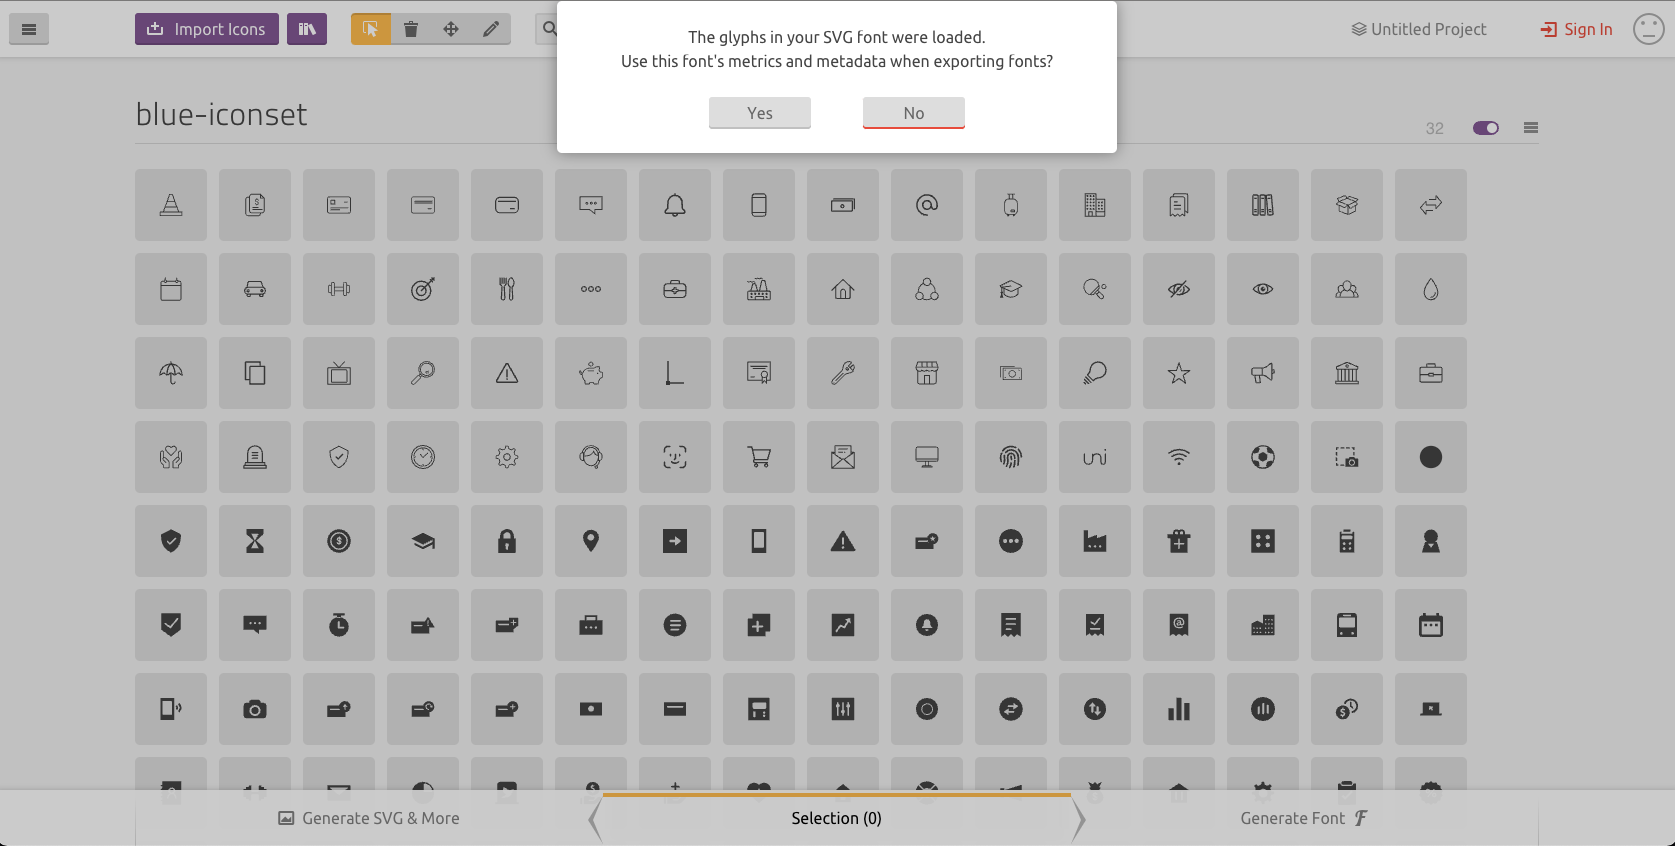 Import Icons
The glyphs in your SVG font were loaded.
Use this font's metrics and metadata when exporting fonts?
Yes
No
Untitled Project
Sign In
blue-iconset
32
Generate SVG & More
Selection (0)
Generate Font